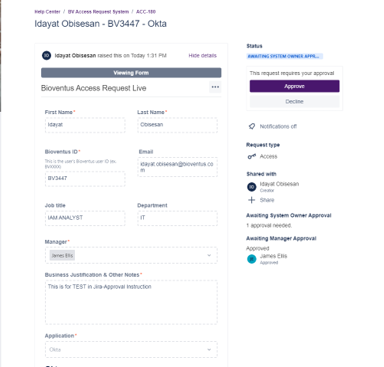 Help Center / BV Access Request System / ACC-180
Idayat Obisesan - BV3447 - Okta
Idayat Obisesan raised this on Today 1:31 PM
Hide details
Viewing Form
Bioventus Access Request Live
First Name*
Last Name*
Idayat
Obisesan
Bioventus ID*
Email
This is the user's Bioventus user ID (ex.
BV3447
idayat.obisesan@bioventus.co
m
Job title
Department
IAM ANALYST
IT
Manager*
James Ellis
Business Justification & Other Notes*
This is for TEST in Jira-Approval Instruction
Application*
Okta
Status
AWAITING SYSTEM OWNER APPR...
This request requires your approval
Approve
Decline
Notifications off
Request type
Access
Shared with
Idayat Obisesan
Creator
Share
Awaiting System Owner Approval
1 approval needed
Awaiting Manager Approval
Approved
James Ellis
Approved